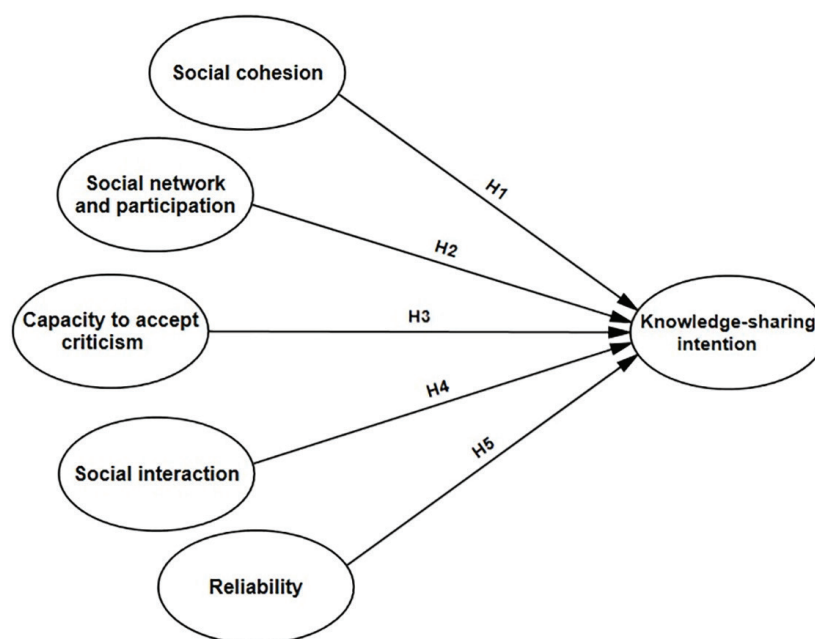 Social cohesion
H1
Social network
and participation
H2
Capacity to accept
criticism
H3
Knowledge-sharing
intention
H4
Social interaction
H5
Reliability